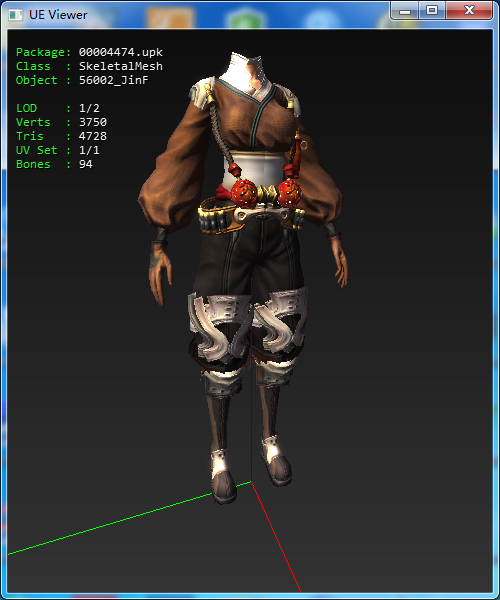 UE Viewer
Package: 00004474.upk
Class : SkeletalMesh
Object : 56002_JinF
LOD : 1/2
Verts : 3750
Tris : 4728
UV Set : 1/1
Bones : 94